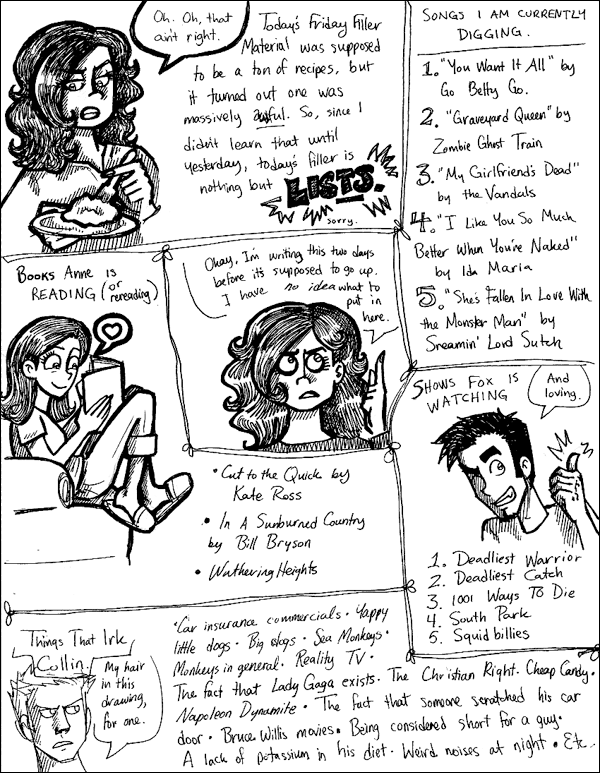 Oh. Oh, that
ain't right.
Today's Friday Filler
Material was supposed
to be a ton of recipes, but
it turned out one was
massively awful. So, since I
didn't learn that until
yesterday, today's filler is
nothing but LISTS.
sorry.
SONGS I AM CURRENTLY
DIGGING.
1. "You Want It All" by
Go Betty Go.
2. "Graveyard Queen" by
Zombie Ghost Train
3. "My Girlfriend's Dead"
by the Vandals
4. "I Like You So Much
Better When You're Naked"
by Ida Maria
5. "She's Fallen In Love With
the Monster Man" by
Sreamin' Lord Sutch
BOOKS ANNE IS
READING (or rereading)
Okay, I'm writing this two days
before it's supposed to go up.
I have no idea what to
put in
here.
• Cut to the Quick by
Kate Ross
• In A Sunburned Country
by Bill Bryson
• Wuthering Heights
5 SHOWS FOX IS
WATCHING
And
loving.
1. Deadliest Warrior
2. Deadliest Catch
3. 1001 Ways To Die
4. South Park
5. Squidbillies
Things That Irk
Collin.
My hair
in this
drawing,
for one.
• Car insurance commercials • Yappy
little dogs • Big dogs • Sea Monkeys •
Monkeys in general • Reality TV •
The fact that Lady Gaga exists • The Christian Right • Cheap Candy •
Napoleon Dynamite • The fact that someone scratched his car
door • Bruce Willis movies • Being considered short for a guy •
A lack of potassium in his diet • Weird noises at night • Etc...